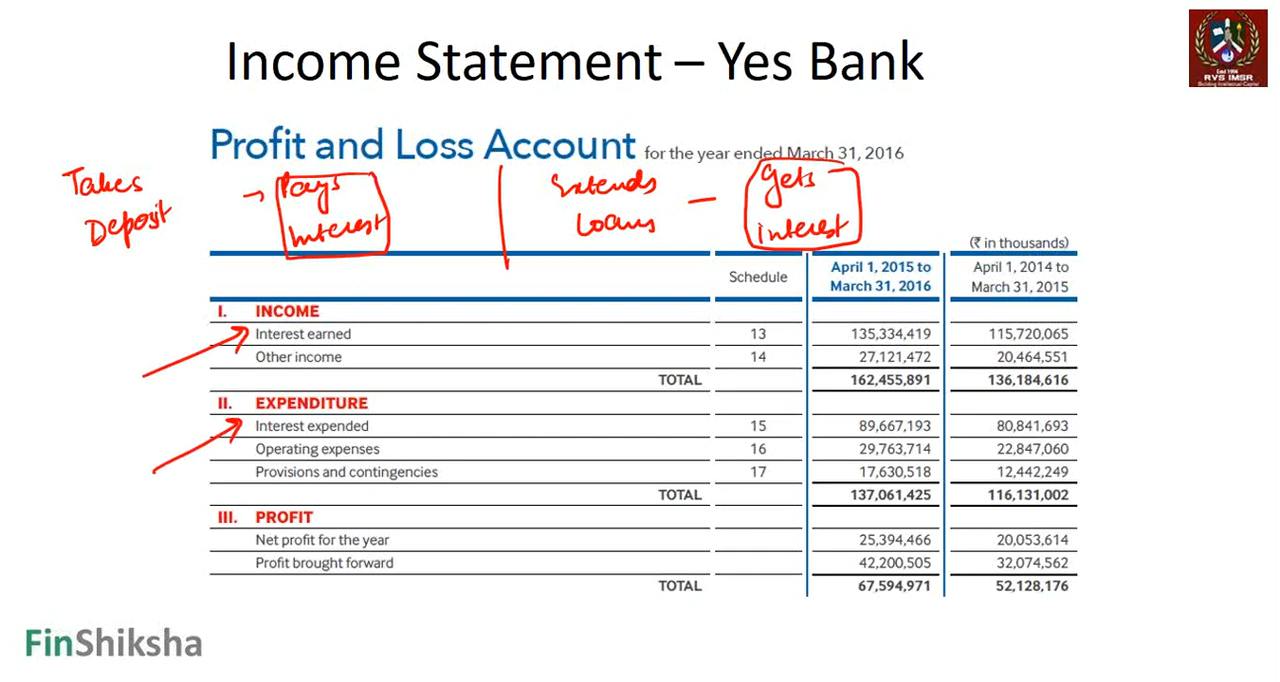 Income Statement – Yes Bank
Estd 1994
RVS IMSR
Building Intellectual Capital
Profit and Loss Account for the year ended March 31, 2016
Takes Deposit → Pays Interest | Extends Loans – Gets interest
(₹ in thousands)
Schedule April 1, 2015 to March 31, 2016 April 1, 2014 to March 31, 2015
I. INCOME
Interest earned 13 135,334,419 115,720,065
Other income 14 27,121,472 20,464,551
TOTAL 162,455,891 136,184,616
II. EXPENDITURE
Interest expended 15 89,667,193 80,841,693
Operating expenses 16 29,763,714 22,847,060
Provisions and contingencies 17 17,630,518 12,442,249
TOTAL 137,061,425 116,131,002
III. PROFIT
Net profit for the year 25,394,466 20,053,614
Profit brought forward 42,200,505 32,074,562
TOTAL 67,594,971 52,128,176
FinShiksha